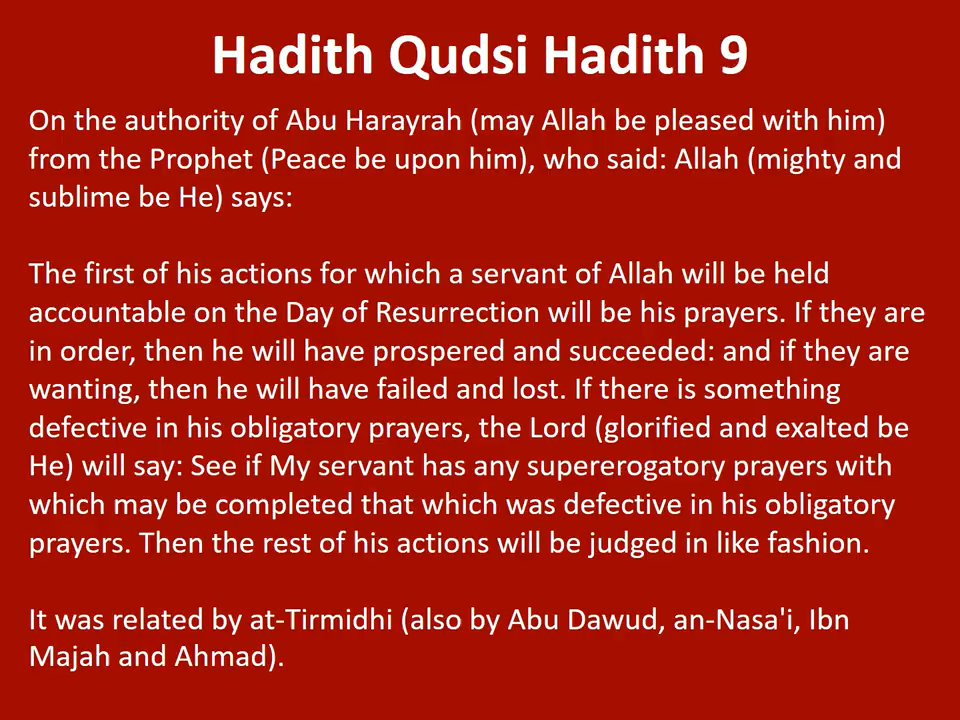 Hadith Qudsi Hadith 9
On the authority of Abu Harayrah (may Allah be pleased with him)
from the Prophet (Peace be upon him), who said: Allah (mighty and
sublime be He) says:
The first of his actions for which a servant of Allah will be held
accountable on the Day of Resurrection will be his prayers. If they are
in order, then he will have prospered and succeeded: and if they are
wanting, then he will have failed and lost. If there is something
defective in his obligatory prayers, the Lord (glorified and exalted be
He) will say: See if My servant has any supererogatory prayers with
which may be completed that which was defective in his obligatory
prayers. Then the rest of his actions will be judged in like fashion.
It was related by at-Tirmidhi (also by Abu Dawud, an-Nasa'i, Ibn
Majah and Ahmad).